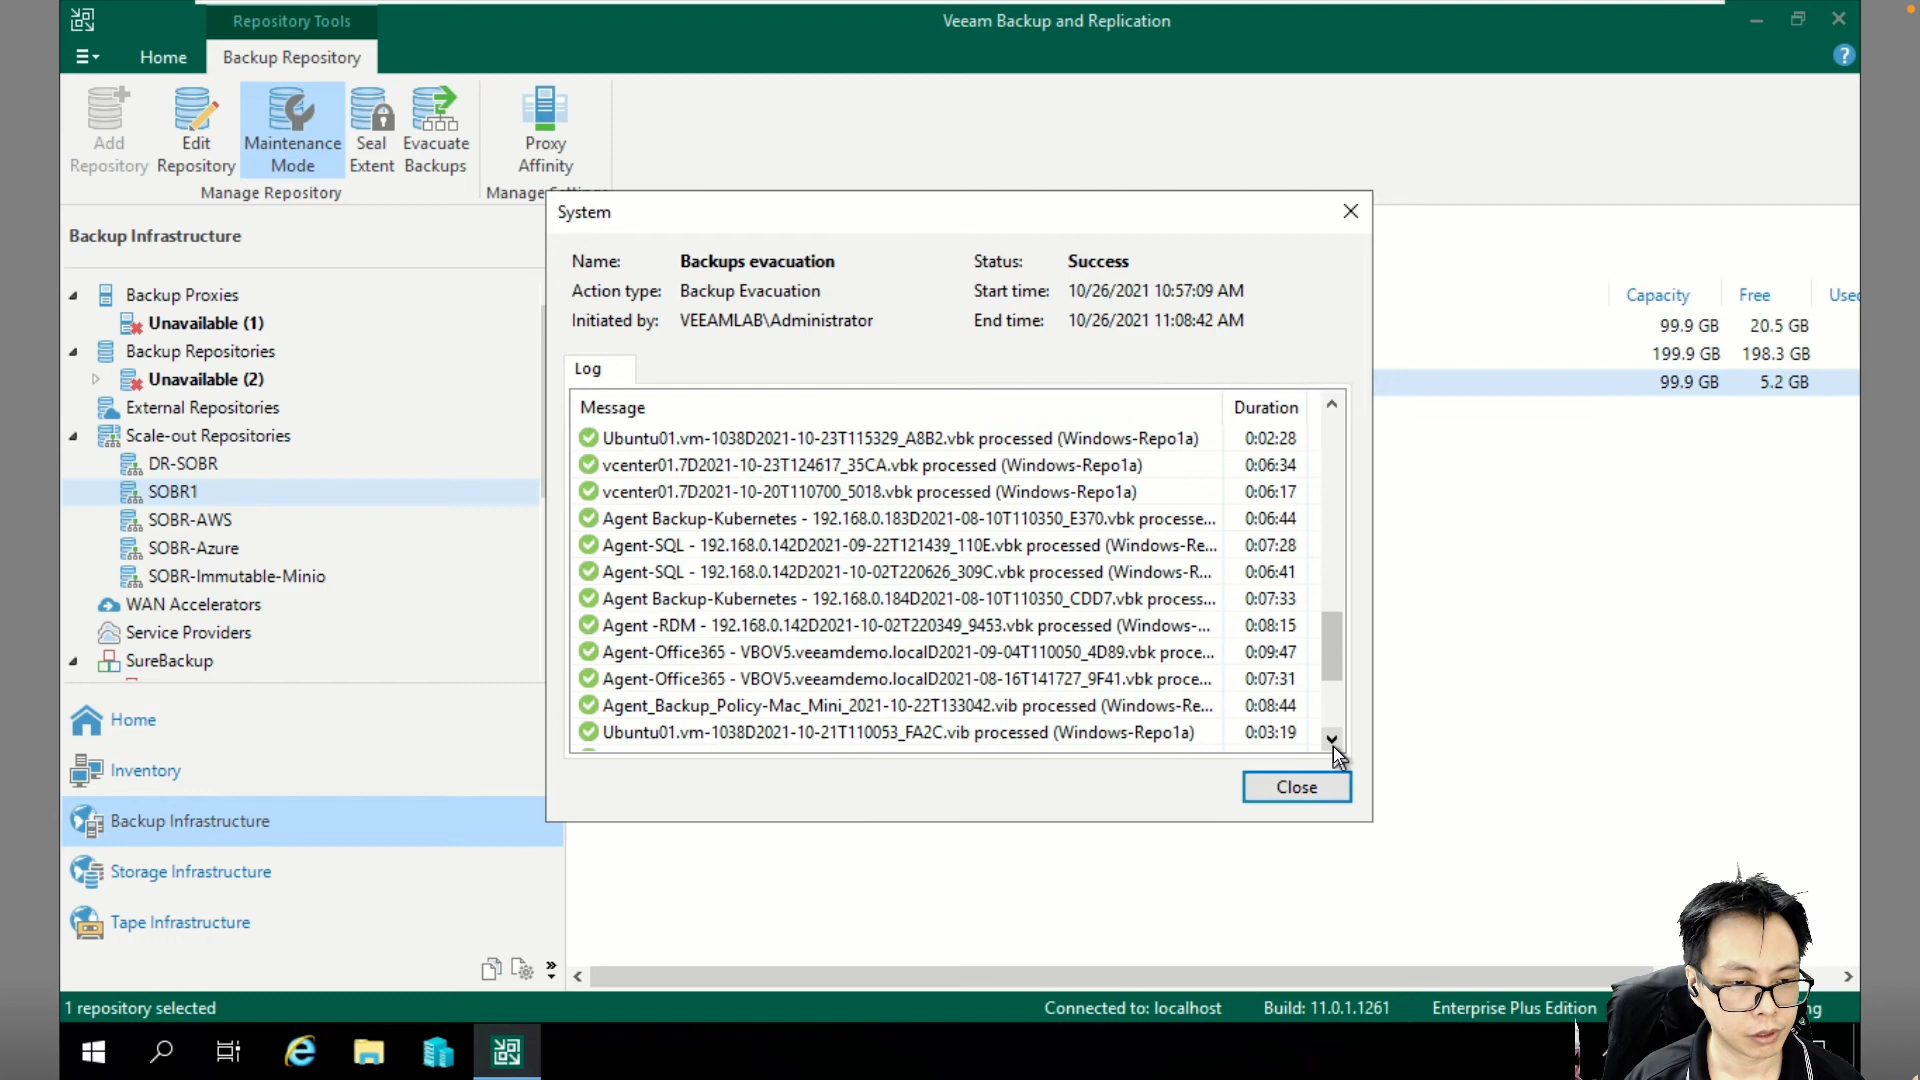 Repository Tools
Veeam Backup and Replication
Home
Backup Repository
Add Repository
Edit Repository
Maintenance Mode
Seal Extent
Evacuate Backups
Proxy Affinity
Manage Repository
Manage Settings
Backup Infrastructure
Backup Proxies
Unavailable (1)
Backup Repositories
Unavailable (2)
External Repositories
Scale-out Repositories
DR-SOBR
SOBR1
SOBR-AWS
SOBR-Azure
SOBR-Immutable-Minio
WAN Accelerators
Service Providers
SureBackup
Home
Inventory
Backup Infrastructure
Storage Infrastructure
Tape Infrastructure
System
Name: Backups evacuation
Status: Success
Action type: Backup Evacuation
Start time: 10/26/2021 10:57:09 AM
Initiated by: VEEAMLAB\Administrator
End time: 10/26/2021 11:08:42 AM
Log
Message Duration
Ubuntu01.vm-1038D2021-10-23T115329_A8B2.vbk processed (Windows-Repo1a) 0:02:28
vcenter01.7D2021-10-23T124617_35CA.vbk processed (Windows-Repo1a) 0:06:34
vcenter01.7D2021-10-20T110700_5018.vbk processed (Windows-Repo1a) 0:06:17
Agent Backup-Kubernetes - 192.168.0.183D2021-08-10T110350_E370.vbk processe... 0:06:44
Agent-SQL - 192.168.0.142D2021-09-22T121439_110E.vbk processed (Windows-Re... 0:07:28
Agent-SQL - 192.168.0.142D2021-10-02T220626_309C.vbk processed (Windows-R... 0:06:41
Agent Backup-Kubernetes - 192.168.0.184D2021-08-10T110350_CDD7.vbk process... 0:07:33
Agent -RDM - 192.168.0.142D2021-10-02T220349_9453.vbk processed (Windows-... 0:08:15
Agent-Office365 - VBOV5.veeamdemo.localD2021-09-04T110050_4D89.vbk proce... 0:09:47
Agent-Office365 - VBOV5.veeamdemo.localD2021-08-16T141727_9F41.vbk proce... 0:07:31
Agent_Backup_Policy-Mac_Mini_2021-10-22T133042.vib processed (Windows-Re... 0:08:44
Ubuntu01.vm-1038D2021-10-21T110053_FA2C.vib processed (Windows-Repo1a) 0:03:19
Close
Capacity Free Used
99.9 GB 20.5 GB
199.9 GB 198.3 GB
99.9 GB 5.2 GB
1 repository selected
Connected to: localhost
Build: 11.0.1.1261
Enterprise Plus Edition